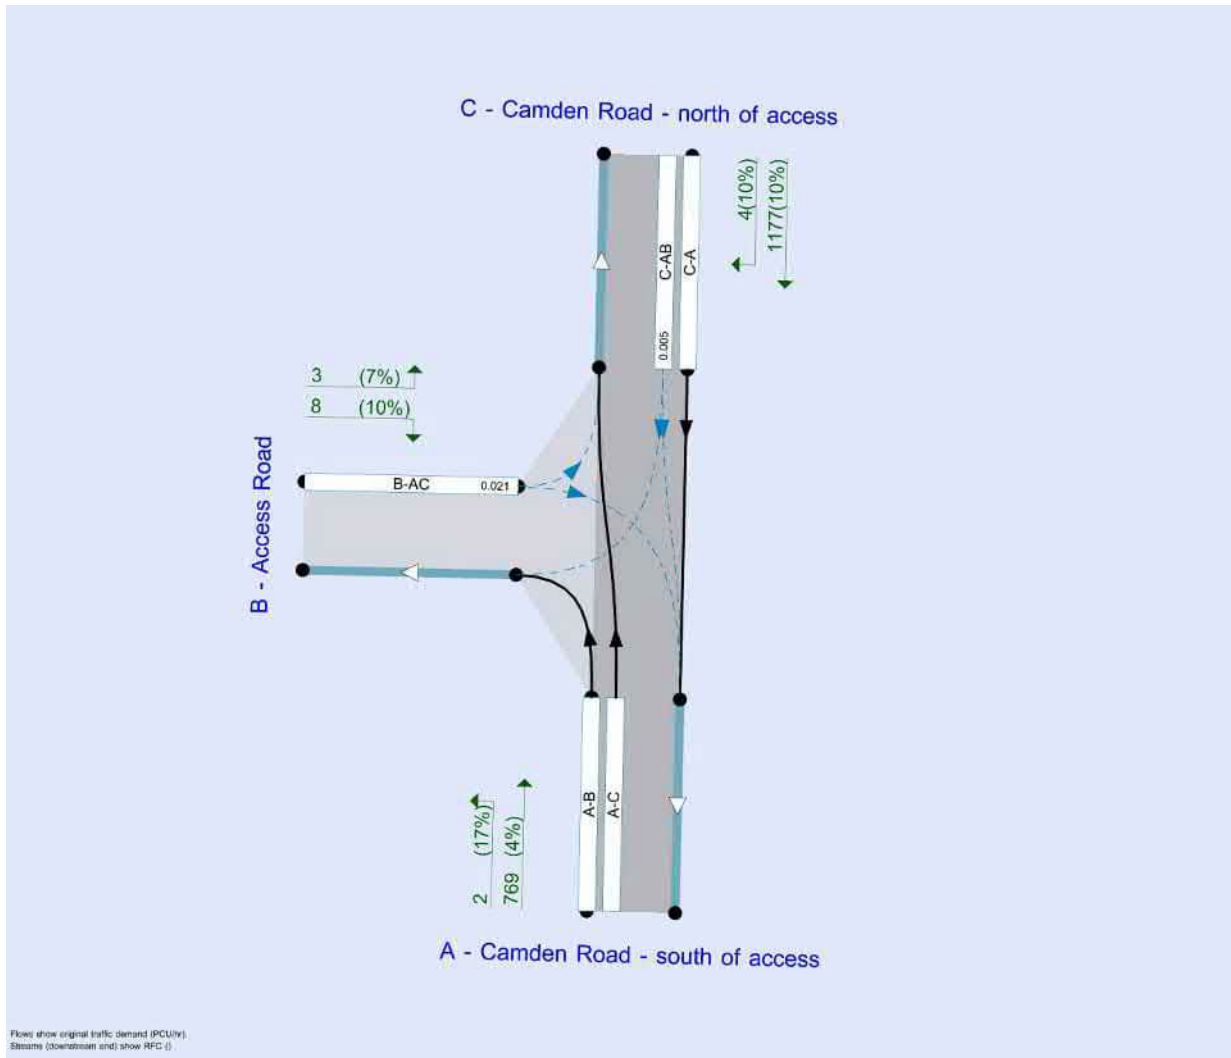 C - Camden Road - north of access
4(10%)
1177(10%)
C-AB
C-A
0.005
3 (7%)
8 (10%)
B - Access Road
B-AC 0.021
A-B
A-C
2 (17%)
769 (4%)
A - Camden Road - south of access
Flows show original traffic demand (PCU/hr).
Streams (downstream end) show RFC ()